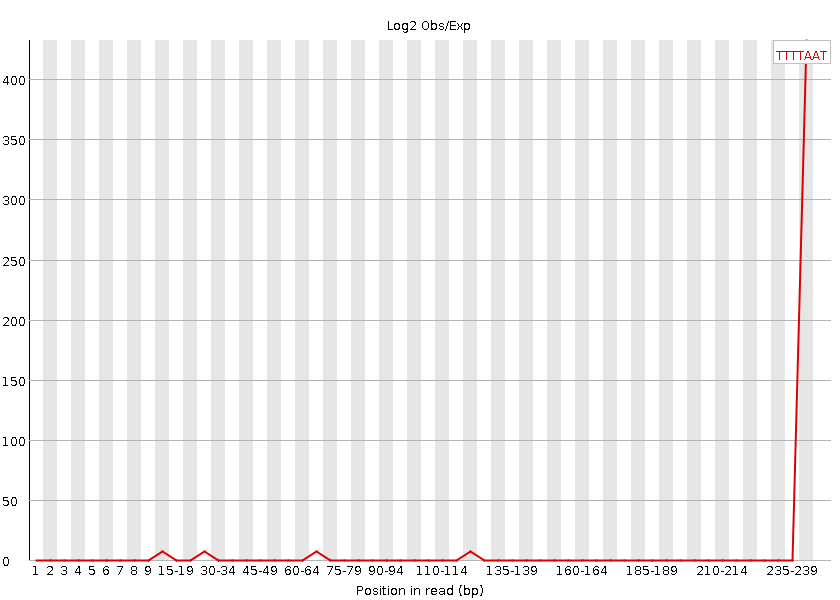 Log2 Obs/Exp
TTTTAAT
400
350
300
250
200
150
100
50
0
1 2 3 4 5 6 7 8 9 15-19 30-34 45-49 60-64 75-79 90-94 110-114 135-139 160-164 185-189 210-214 235-239
Position in read (bp)